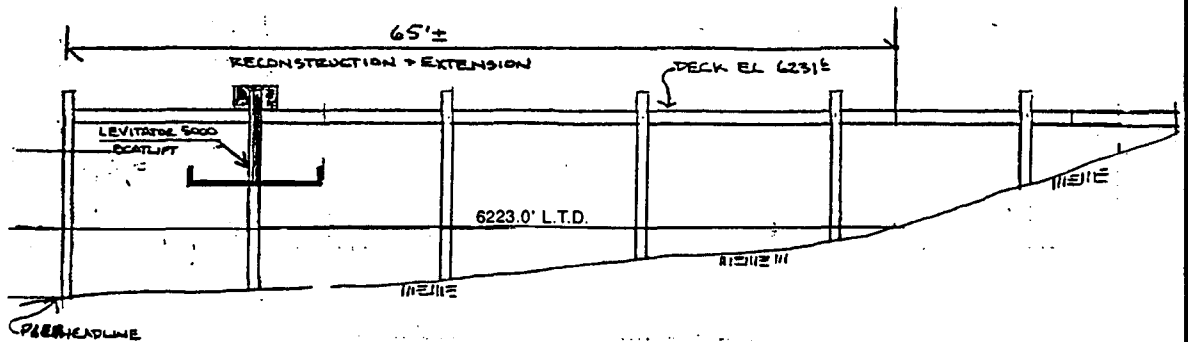 65'±
RECONSTRUCTION + EXTENSION
DECK EL 6231±
LEVITATOR 5000
BOATLIFT
6223.0' L.T.D.
PIERHEADLINE